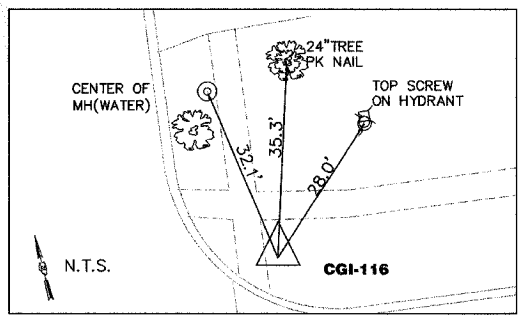 24" TREE
PK NAIL
CENTER OF
MH(WATER)
TOP SCREW
ON HYDRANT
32.1'
35.3'
28.0'
N.T.S.
CGI-116